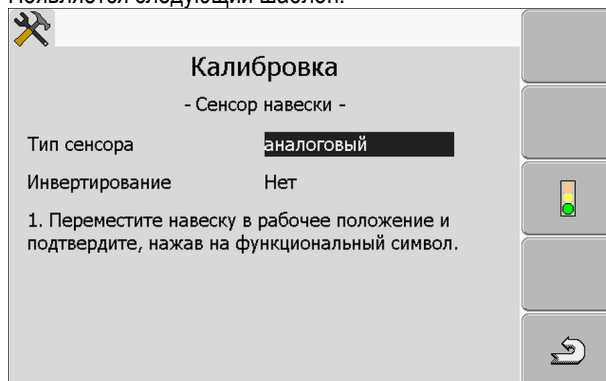 Появляется следующий шаблон:
Калибровка
- Сенсор навески -
Тип сенсора аналоговый
Инвертирование Нет
1. Переместите навеску в рабочее положение и
подтвердите, нажав на функциональный символ.